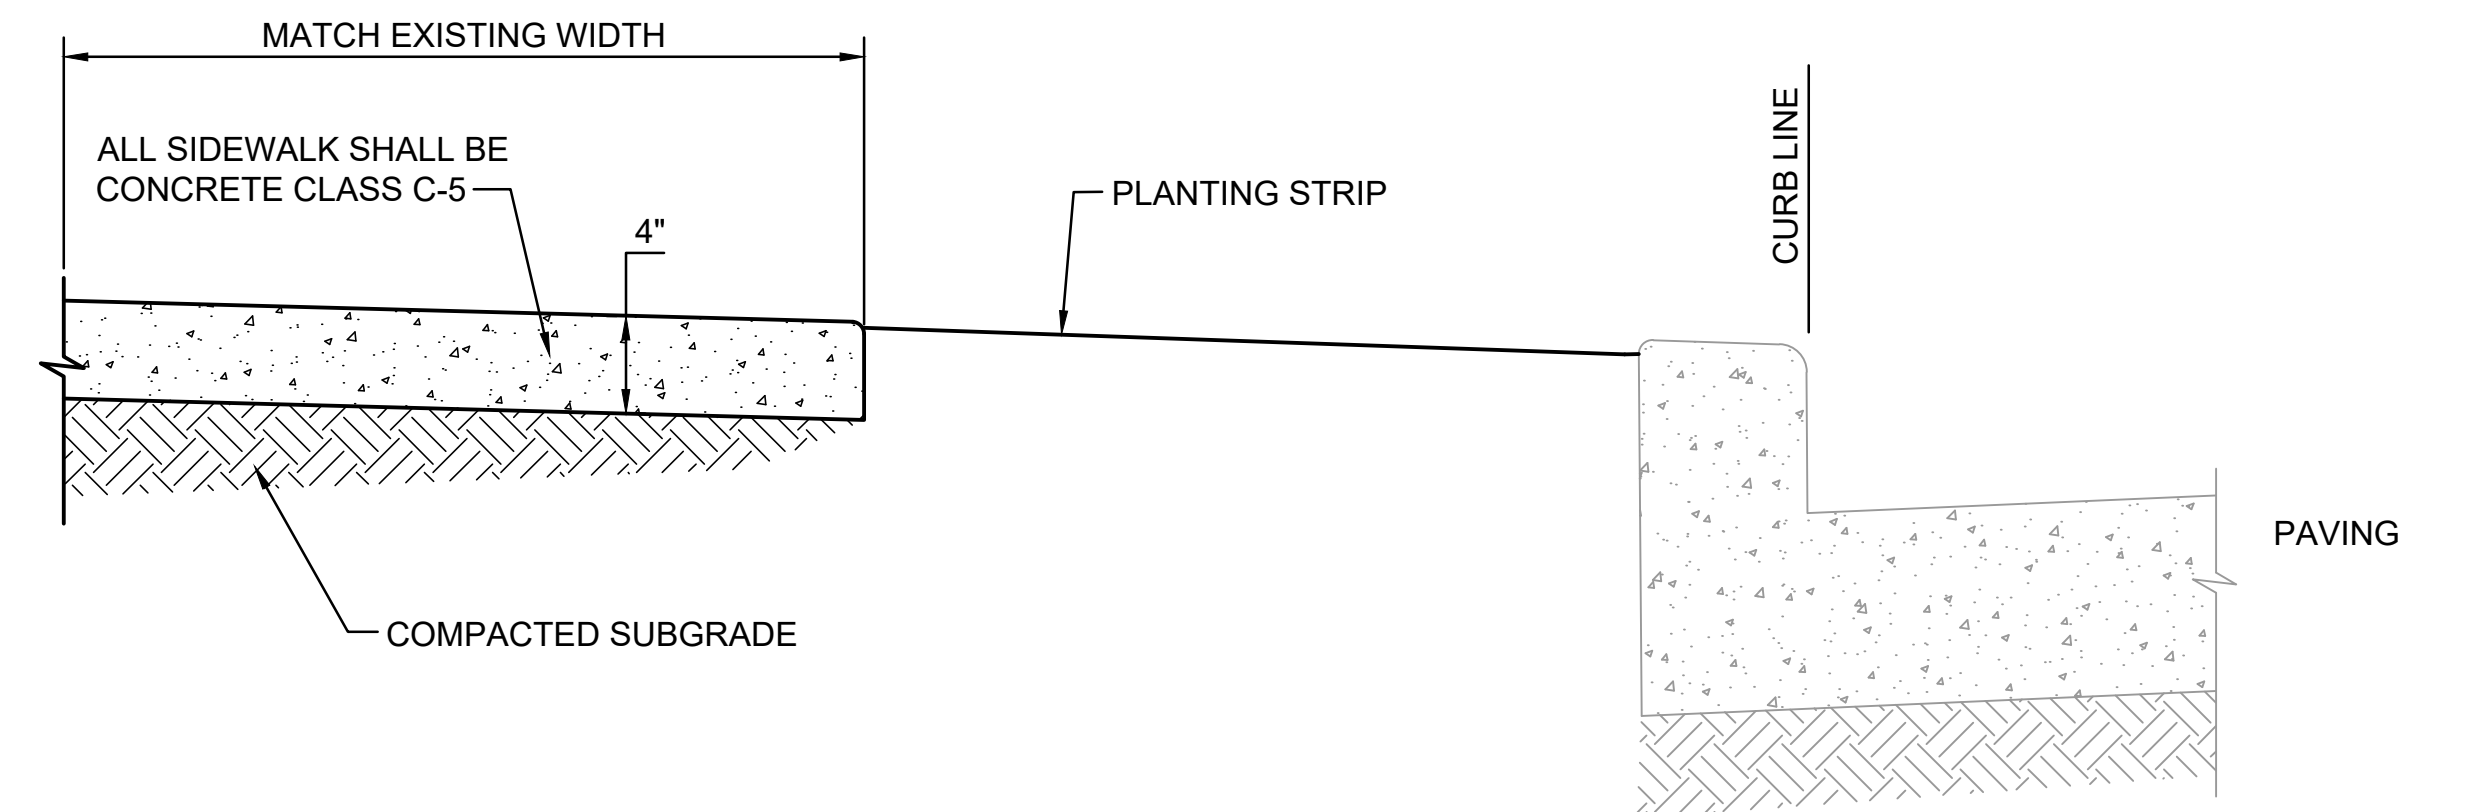 MATCH EXISTING WIDTH
ALL SIDEWALK SHALL BE
CONCRETE CLASS C-5
4"
PLANTING STRIP
CURB LINE
PAVING
COMPACTED SUBGRADE